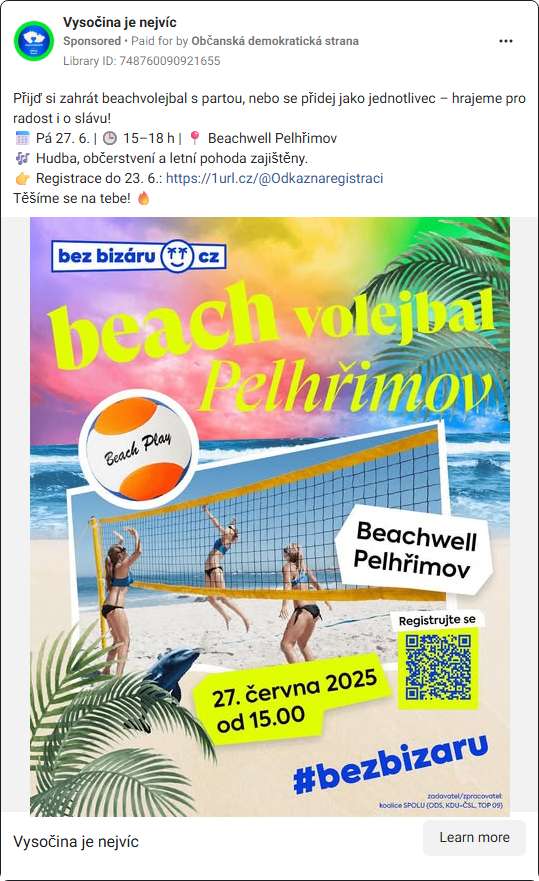 Vysočina je nejvíc
Sponsored • Paid for by Občanská demokratická strana
Library ID: 748760090921655
Přijď si zahrát beachvolejbal s partou, nebo se přidej jako jednotlivec – hrajeme pro
radost i o slávu!
📅 Pá 27. 6. | 🕒 15–18 h | 📍 Beachwell Pelhřimov
🎶 Hudba, občerstvení a letní pohoda zajištěny.
👉 Registrace do 23. 6.: https://1url.cz/@Odkaznaregistraci
Těšíme se na tebe! 🔥
bez bizáru cz
beach volejbal
Pelhřimov
Beach Play
Beachwell
Pelhřimov
Registrujte se
27. června 2025
od 15.00
#bezbizaru
zadavatel/zpracovatel:
koalice SPOLU (ODS, KDU+ČSL, TOP 09)
Vysočina je nejvíc
Learn more